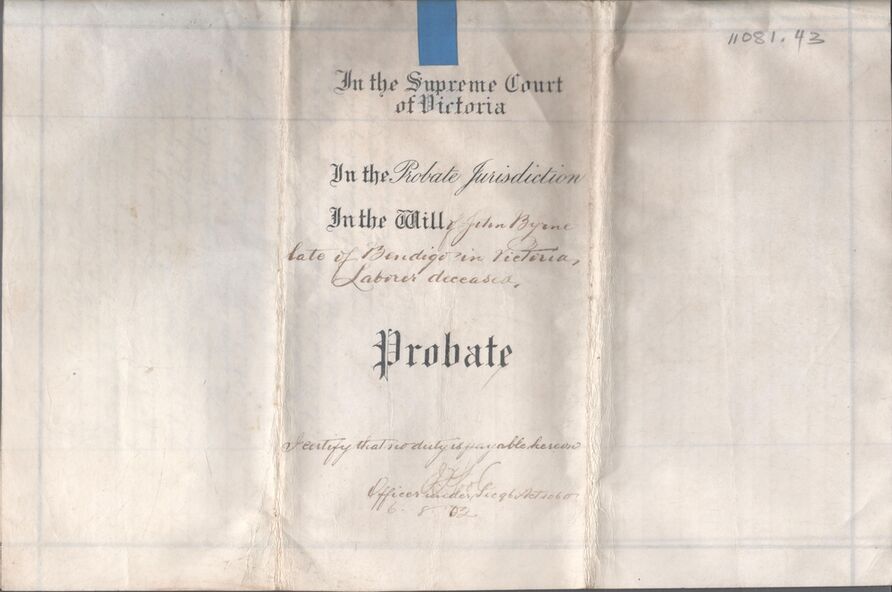 11081.43
In the Supreme Court
of Victoria
In the Probate Jurisdiction
In the Will of John Byrne
late of Bendigo in Victoria,
Laborer deceased,
Probate
I certify that no duty is payable hereon
Officer under
6. 8. 02